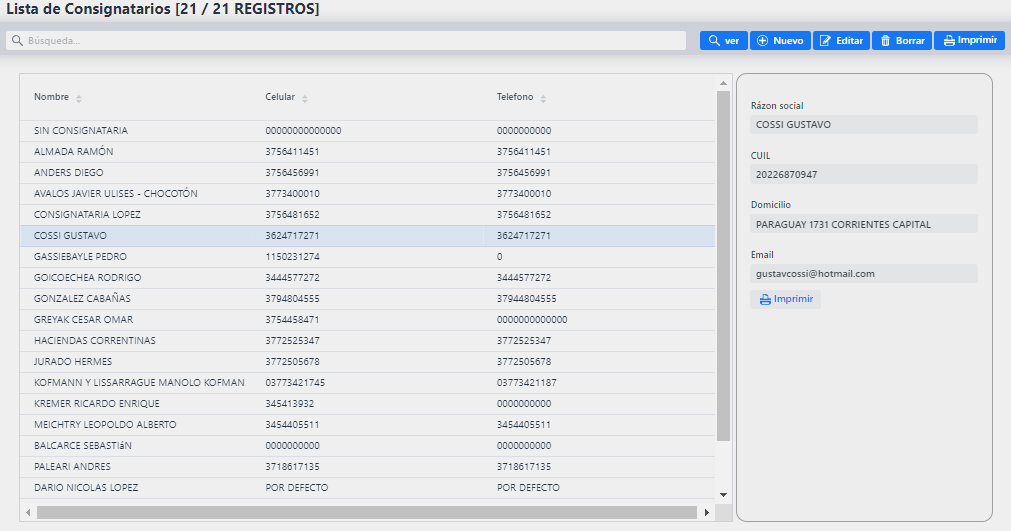 Lista de Consignatarios [21 / 21 REGISTROS]
Búsqueda... ver Nuevo Editar Borrar Imprimir
Nombre Celular Telefono
SIN CONSIGNATARIA 00000000000000 0000000000
ALMADA RAMÓN 3756411451 3756411451
ANDERS DIEGO 3756456991 3756456991
AVALOS JAVIER ULISES - CHOCOTÓN 3773400010 3773400010
CONSIGNATARIA LOPEZ 3756481652 3756481652
COSSI GUSTAVO 3624717271 3624717271
GASSIEBAYLE PEDRO 1150231274 0
GOICOECHEA RODRIGO 3444577272 3444577272
GONZALEZ CABAÑAS 3794804555 37944804555
GREYAK CESAR OMAR 3754458471 0000000000000
HACIENDAS CORRENTINAS 3772525347 3772525347
JURADO HERMES 3772505678 3772505678
KOFMANN Y LISSARRAGUE MANOLO KOFMAN 03773421745 03773421187
KREMER RICARDO ENRIQUE 345413932 0000000000
MEICHTRY LEOPOLDO ALBERTO 3454405511 3454405511
BALCARCE SEBASTIáN 0000000000 0000000000
PALEARI ANDRES 3718617135 3718617135
DARIO NICOLAS LOPEZ POR DEFECTO POR DEFECTO
Rázon social
COSSI GUSTAVO
CUIL
20226870947
Domicilio
PARAGUAY 1731 CORRIENTES CAPITAL
Email
gustavcossi@hotmail.com
Imprimir